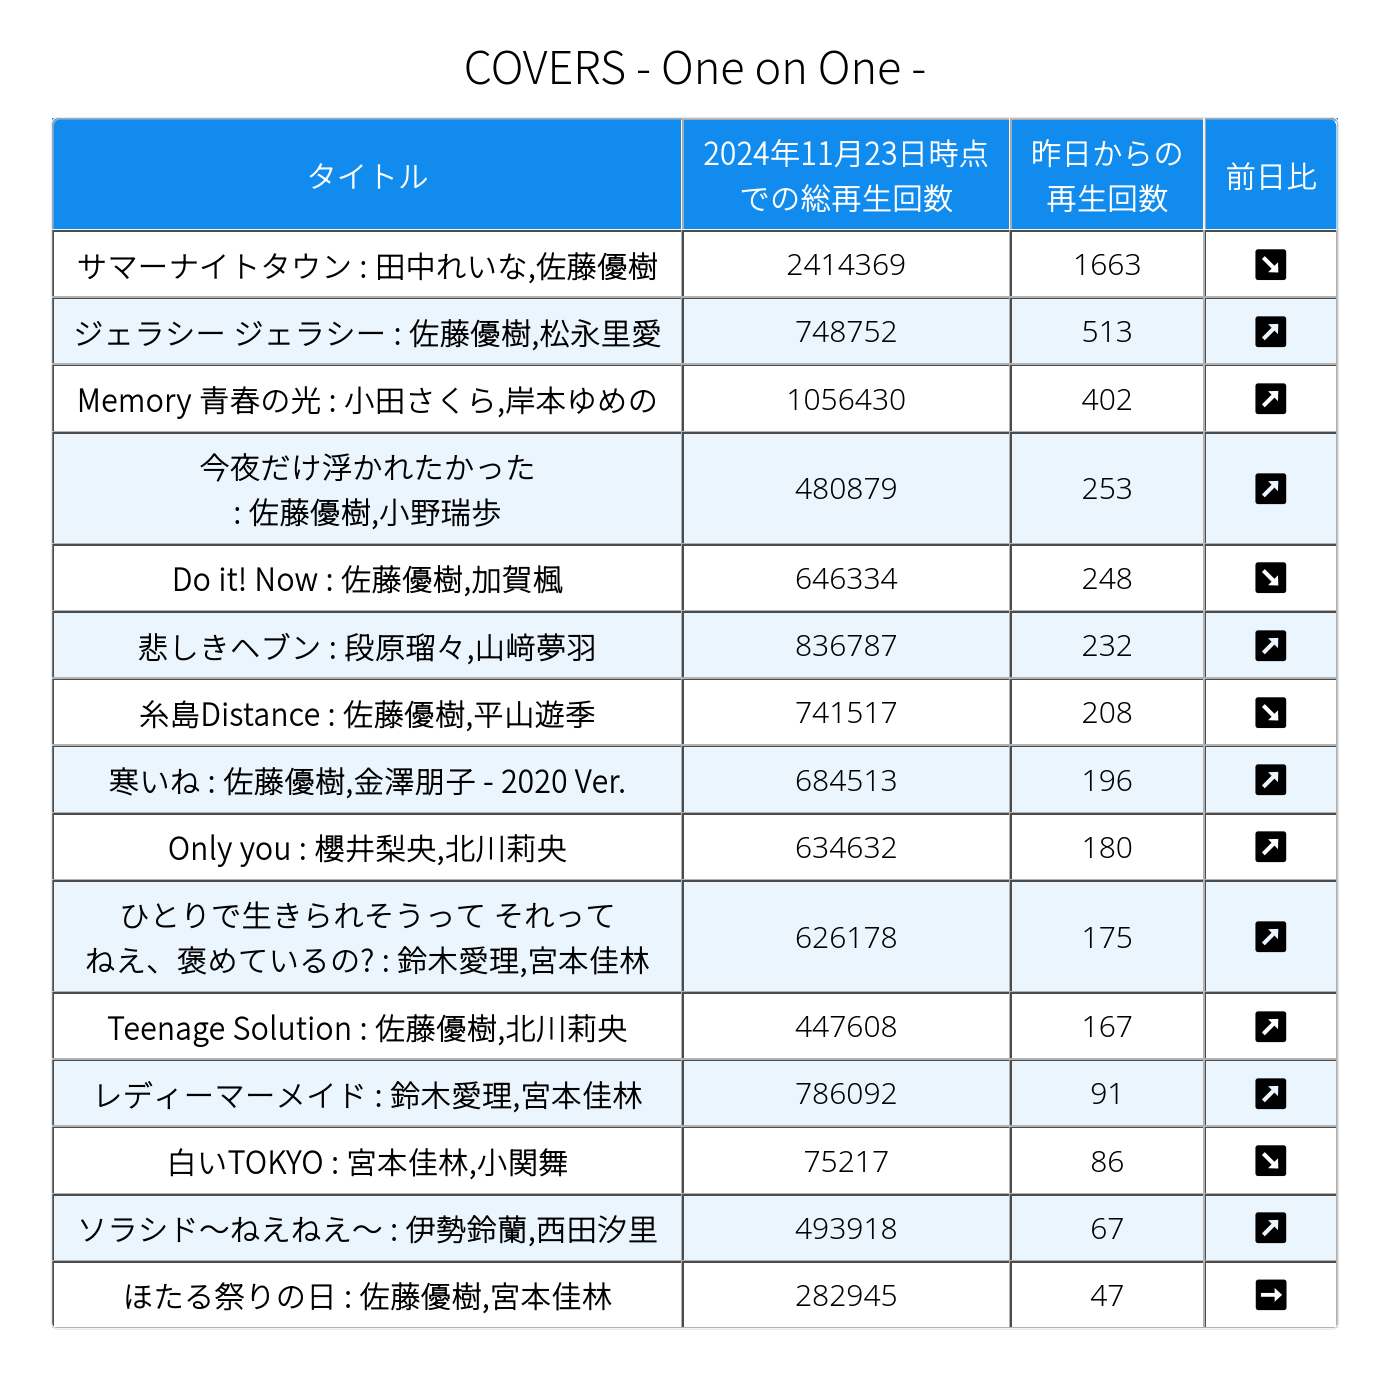 COVERS - One on One -
タイトル
2024年11月23日時点
での総再生回数
昨日からの
再生回数
前日比
サマーナイトタウン : 田中れいな,佐藤優樹 2414369 1663
ジェラシー ジェラシー : 佐藤優樹,松永里愛 748752 513
Memory 青春の光 : 小田さくら,岸本ゆめの 1056430 402
今夜だけ浮かれたかった
: 佐藤優樹,小野瑞歩 480879 253
Do it! Now : 佐藤優樹,加賀楓 646334 248
悲しきヘブン : 段原瑠々,山﨑夢羽 836787 232
糸島Distance : 佐藤優樹,平山遊季 741517 208
寒いね : 佐藤優樹,金澤朋子 - 2020 Ver. 684513 196
Only you : 櫻井梨央,北川莉央 634632 180
ひとりで生きられそうって それって
ねえ、褒めているの? : 鈴木愛理,宮本佳林 626178 175
Teenage Solution : 佐藤優樹,北川莉央 447608 167
レディーマーメイド : 鈴木愛理,宮本佳林 786092 91
白いTOKYO : 宮本佳林,小関舞 75217 86
ソラシド〜ねえねえ〜 : 伊勢鈴蘭,西田汐里 493918 67
ほたる祭りの日 : 佐藤優樹,宮本佳林 282945 47